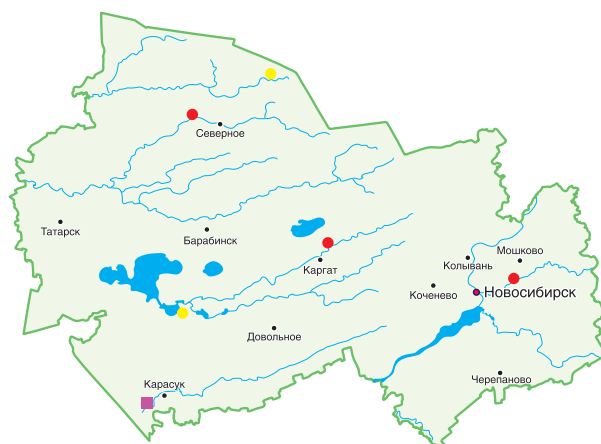 Северное
Татарск
Барабинск
Каргат
Мошково
Колывань
Коченево
Новосибирск
Довольное
Карасук
Черепаново